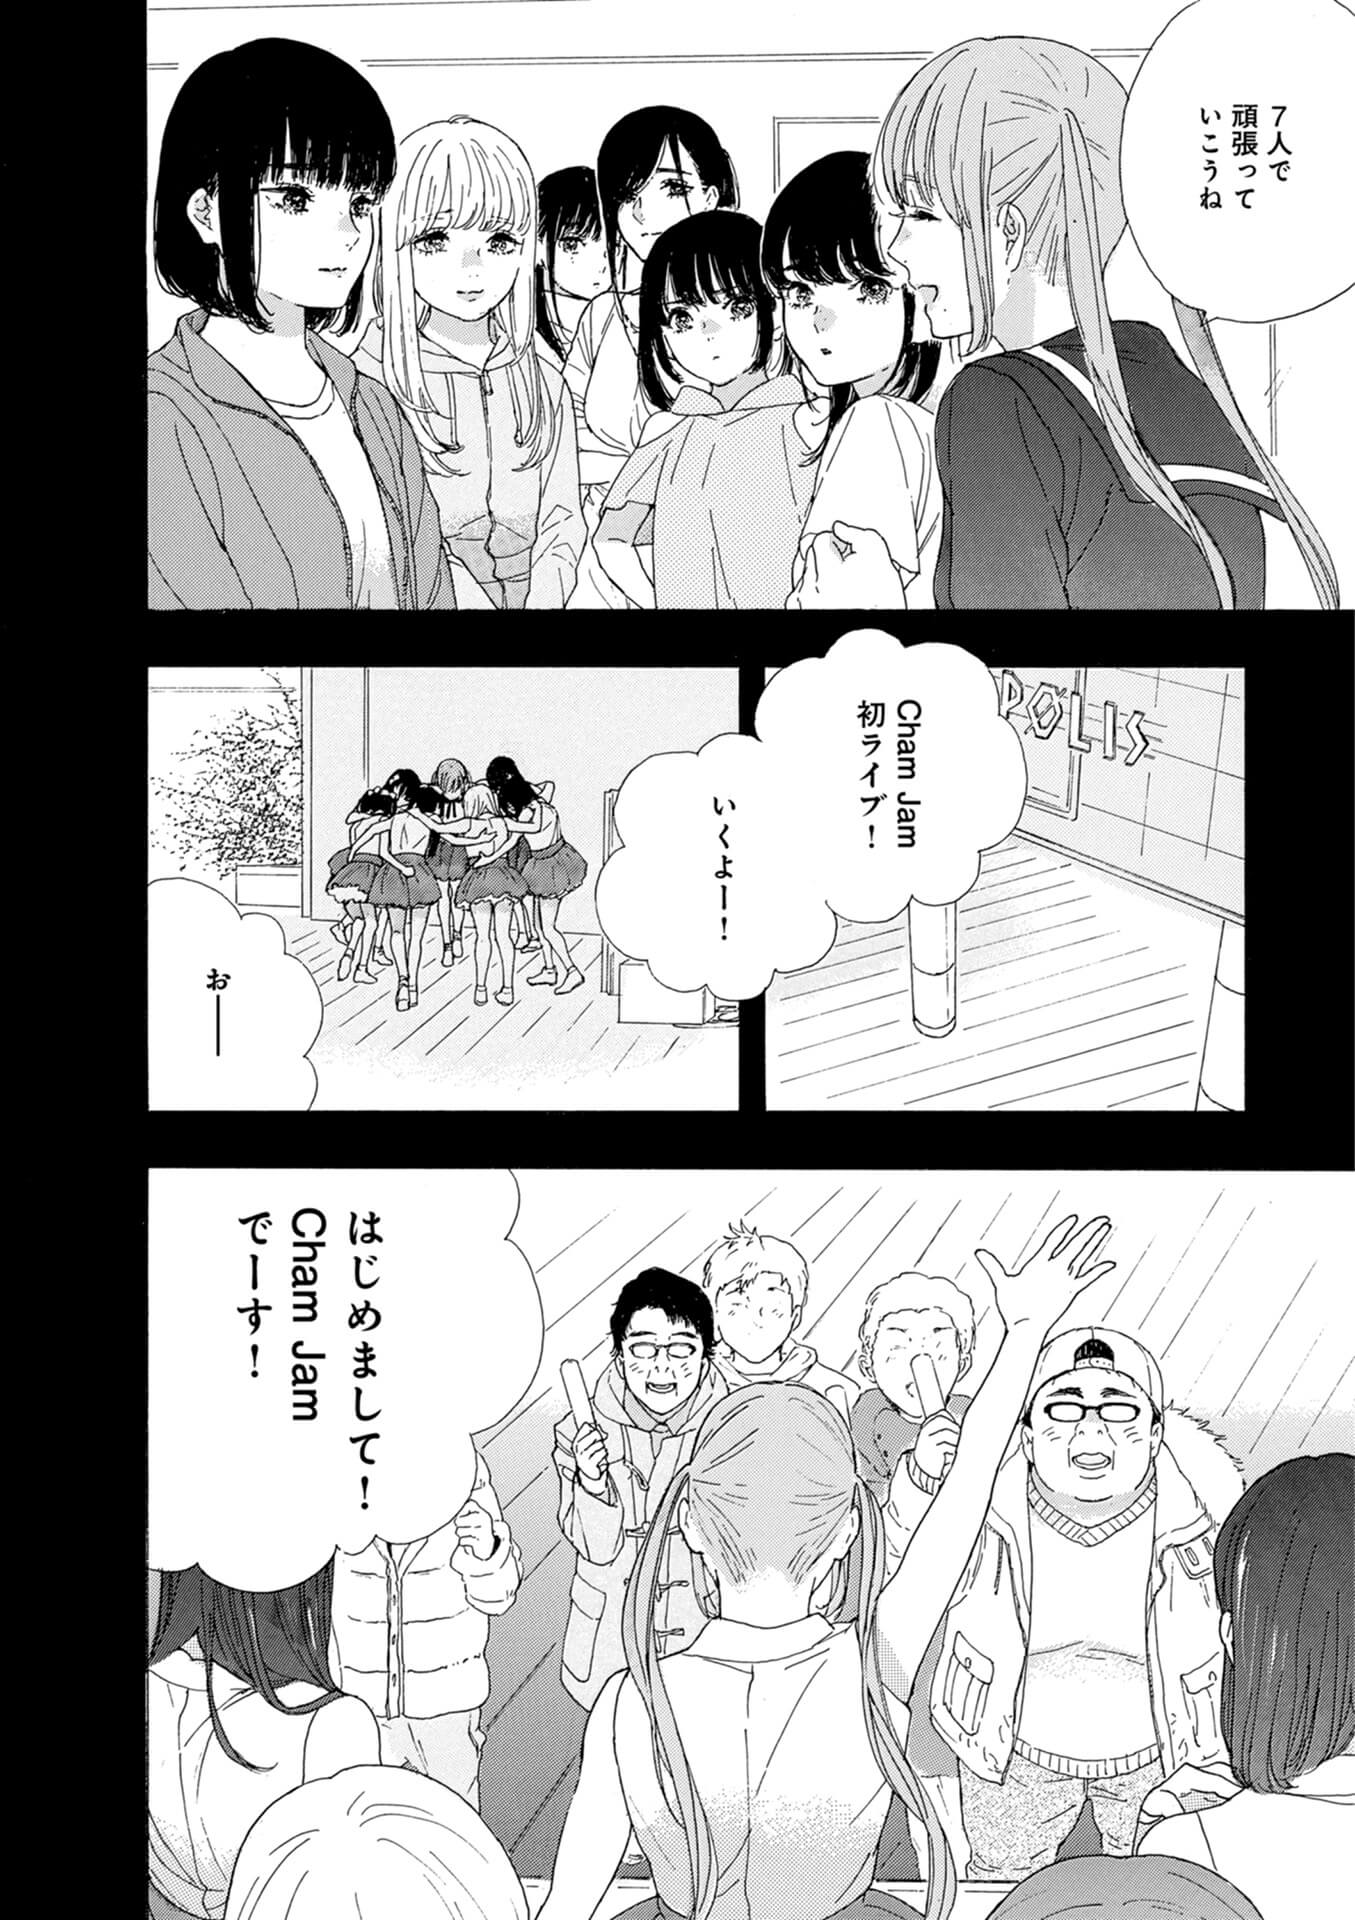 7人で
頑張って
いこうね
POLIS
Cham Jam
初ライブ！
いくよー！
おー
はじめまして！
Cham Jam
でーす！